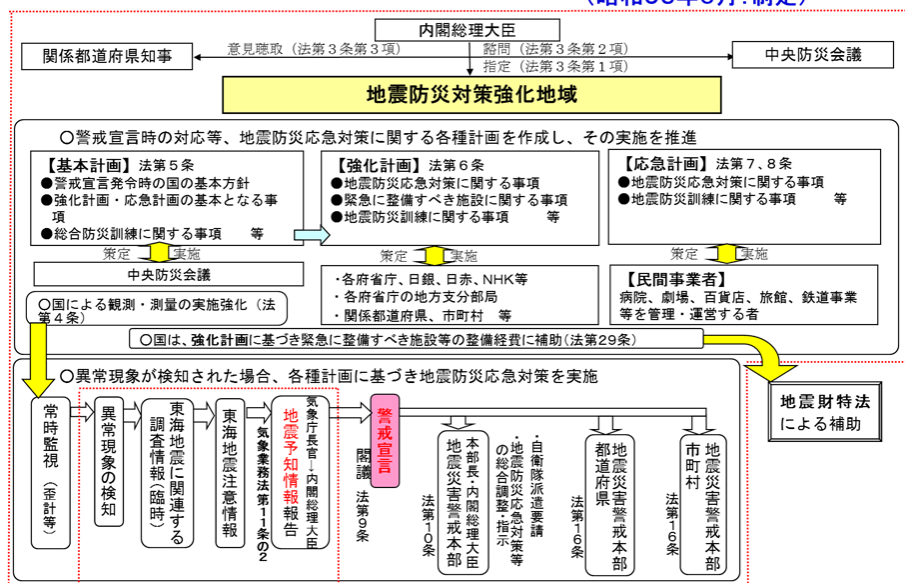 (昭和53年6月:制定)
内閣総理大臣
関係都道府県知事
意見聴取(法第3条第3項)
諮問(法第3条第2項)
指定(法第3条第1項)
中央防災会議
地震防災対策強化地域
○警戒宣言時の対応等、地震防災応急対策に関する各種計画を作成し、その実施を推進
【基本計画】法第5条
●警戒宣言発令時の国の基本方針
●強化計画・応急計画の基本となる事
項
●総合防災訓練に関する事項 等
【強化計画】法第6条
●地震防災応急対策に関する事項
●緊急に整備すべき施設に関する事項
●地震防災訓練に関する事項 等
【応急計画】法第7、8条
●地震防災応急対策に関する事項
●地震防災訓練に関する事項 等
策定 実施
策定 実施
策定 実施
中央防災会議
・各府省庁、日銀、日赤、NHK等
・各府省庁の地方支分部局
・関係都道府県、市町村 等
【民間事業者】
病院、劇場、百貨店、旅館、鉄道事業
等を管理・運営する者
○国による観測・測量の実施強化(法
第4条)
○国は、強化計画に基づき緊急に整備すべき施設等の整備経費に補助(法第29条)
○異常現象が検知された場合、各種計画に基づき地震防災応急対策を実施
地震財特法
による補助
常時監視(歪計等)
異常現象の検知
東海地震に関連する
調査情報(臨時)
東海地震注意情報
気象庁長官→内閣総理大臣
地震予知情報報告
気象業務法第11条の2
警戒宣言
閣議 法第9条
本部長・内閣総理大臣
地震災害警戒本部
法第10条
・自衛隊派遣要請
・地震防災応急対策等
の総合調整・指示
地震災害警戒本部
都道府県
法第16条
地震災害警戒本部
市町村
法第16条